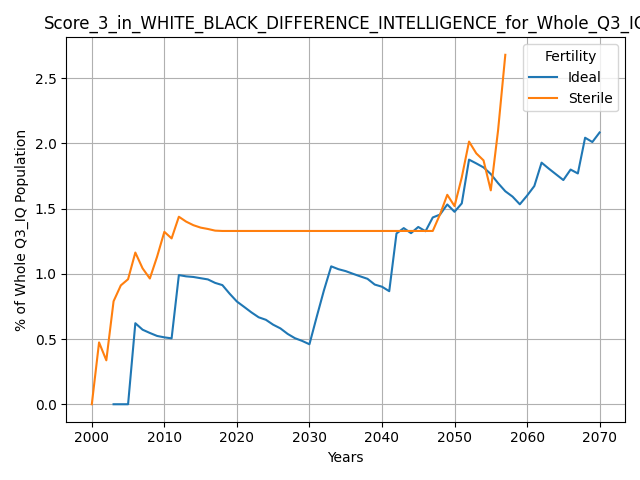 Score_3_in_WHITE_BLACK_DIFFERENCE_INTELLIGENCE_for_Whole_Q3_IQ
Fertility
Ideal
Sterile
% of Whole Q3_IQ Population
2.5
2.0
1.5
1.0
0.5
0.0
2000 2010 2020 2030 2040 2050 2060 2070
Years